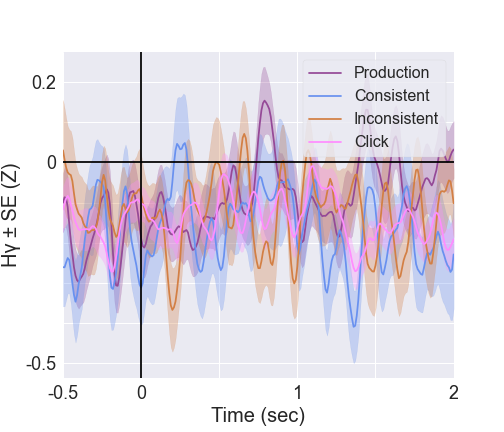 Production
Consistent
Inconsistent
Click
0.2
0
-0.5
Hγ ± SE (Z)
-0.5
0
1
2
Time (sec)